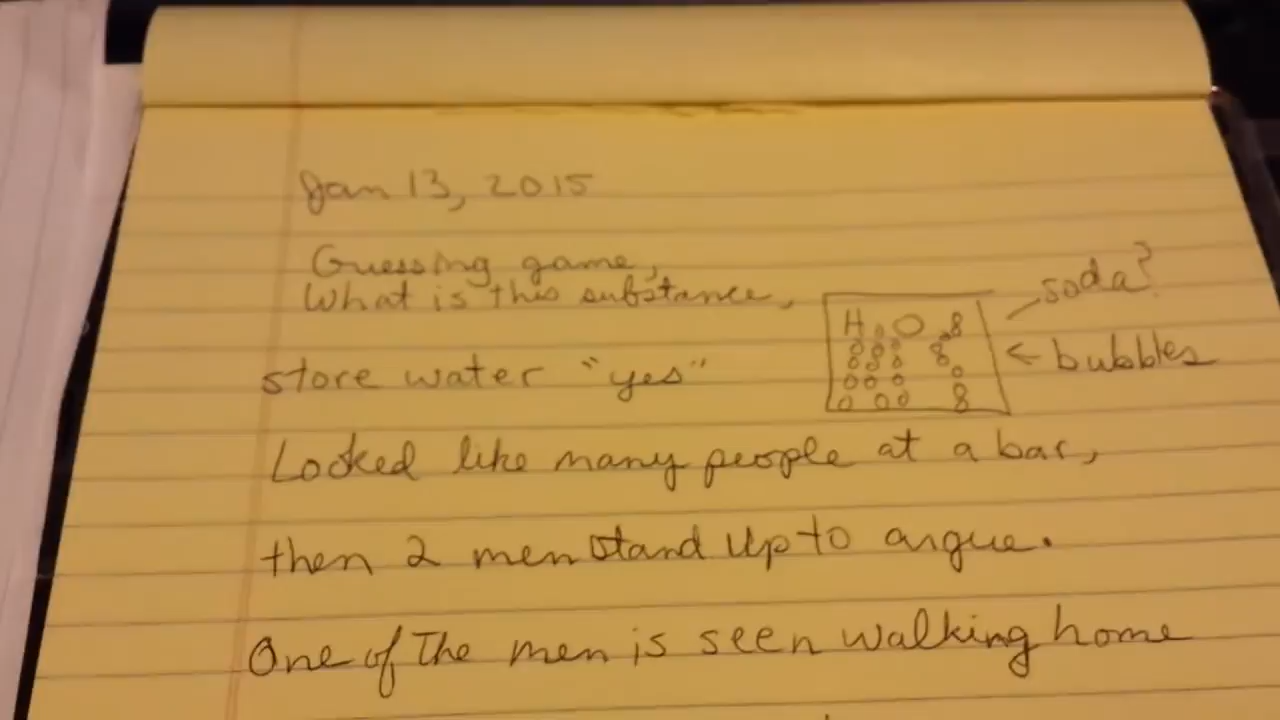 Jan 13, 2015
Guessing game,
What is this substance,
soda?
H2O
← bubbles
store water "yes"
Looked like many people at a bar,
then 2 men stand up to argue.
One of The men is seen walking home